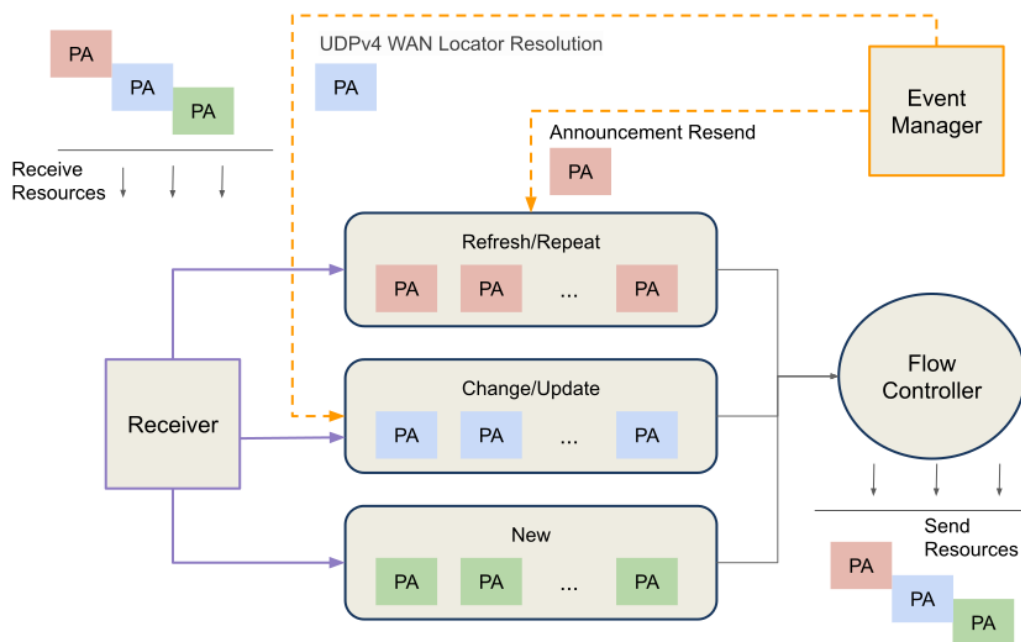 UDPv4 WAN Locator Resolution
PA
PA
PA
PA
Event
Manager
Announcement Resend
PA
Receive
Resources
Refresh/Repeat
PA PA ... PA
Receiver
Change/Update
PA PA ... PA
Flow
Controller
New
PA PA ... PA
Send
Resources
PA
PA
PA